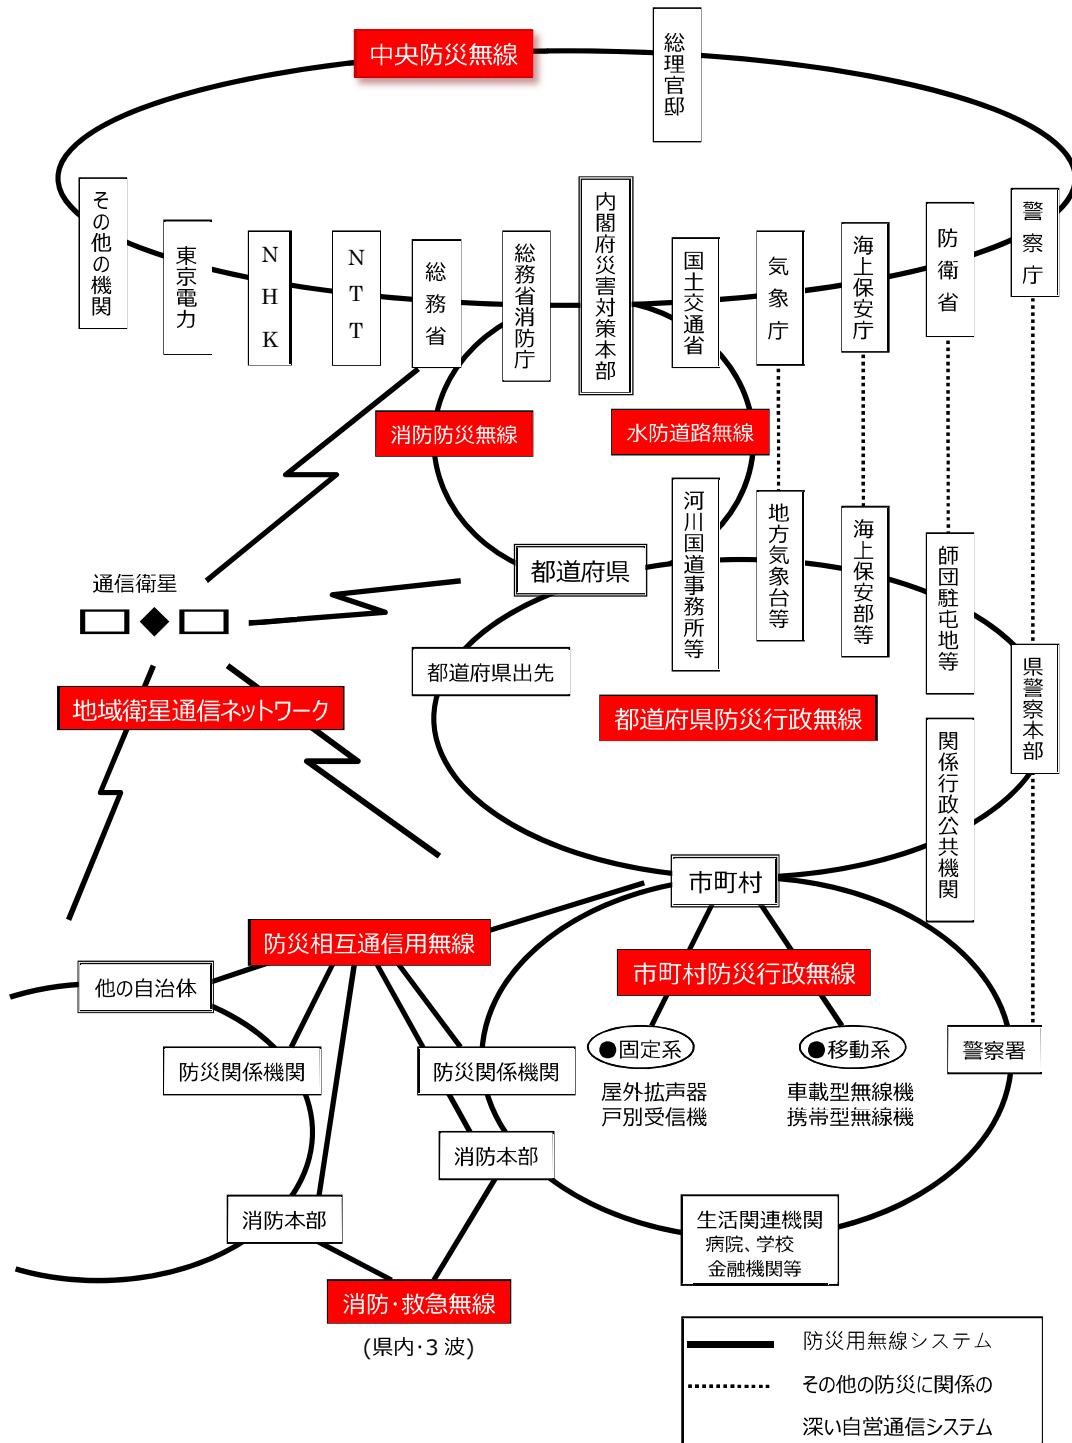 中央防災無線
総理官邸
その他の機関
東京電力
NHK
NTT
総務省
総務省消防庁
内閣府災害対策本部
国土交通省
気象庁
海上保安庁
防衛省
警察庁
消防防災無線
水防道路無線
都道府県
河川国道事務所等
地方気象台等
海上保安部等
師団駐屯地等
県警察本部
通信衛星
都道府県出先
地域衛星通信ネットワーク
都道府県防災行政無線
関係行政公共機関
市町村
防災相互通信用無線
市町村防災行政無線
他の自治体
●固定系
●移動系
警察署
防災関係機関
防災関係機関
屋外拡声器
戸別受信機
車載型無線機
携帯型無線機
消防本部
消防本部
生活関連機関
病院、学校
金融機関等
消防・救急無線
(県内・3波)
防災用無線システム
その他の防災に関係の
深い自営通信システム